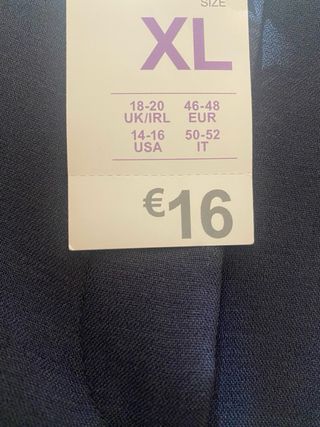 SIZE
XL
18-20 46-48
UK/IRL EUR
14-16 50-52
USA IT
€16